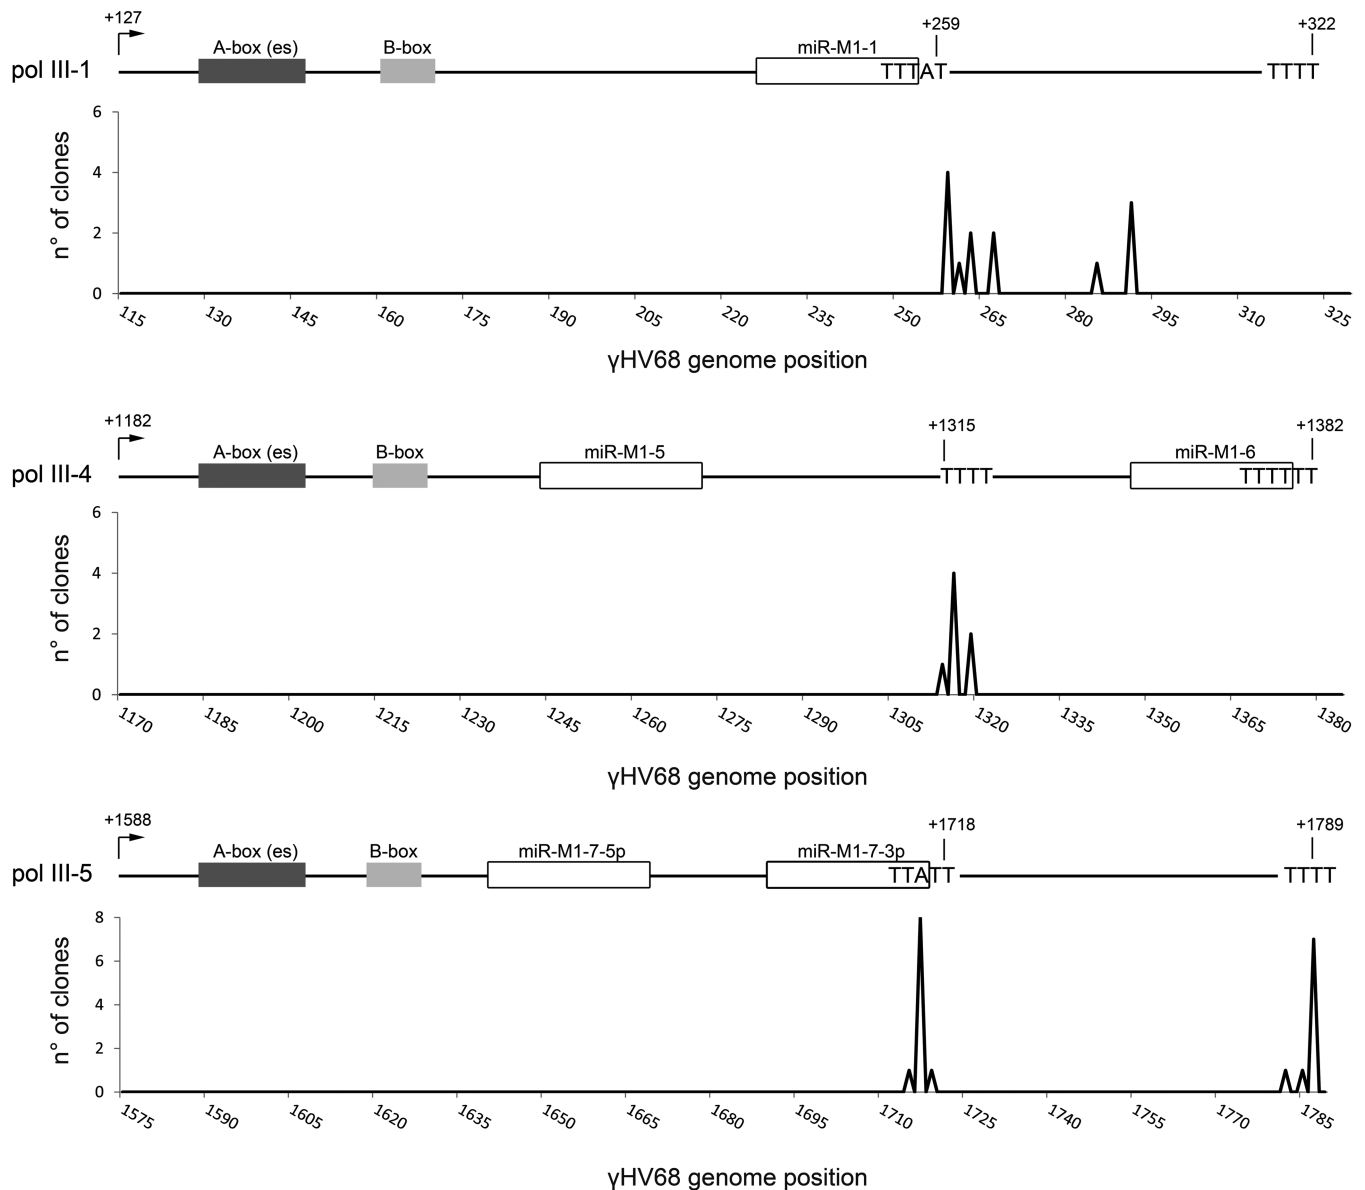 +127
+259
+322
A-box (es)
B-box
miR-M1-1
pol III-1
TTTAT
TTTT
6
4
2
0
n° of clones
115
130
145
160
175
190
205
220
235
250
265
280
295
310
325
γHV68 genome position
+1182
+1315
+1382
A-box (es)
B-box
miR-M1-5
miR-M1-6
pol III-4
TTTT
TTTTTT
6
4
2
0
n° of clones
1170
1185
1200
1215
1230
1245
1260
1275
1290
1305
1320
1335
1350
1365
1380
γHV68 genome position
+1588
+1718
+1789
A-box (es)
B-box
miR-M1-7-5p
miR-M1-7-3p
pol III-5
TTATT
TTTT
8
6
4
2
0
n° of clones
1575
1590
1605
1620
1635
1650
1665
1680
1695
1710
1725
1740
1755
1770
1785
γHV68 genome position